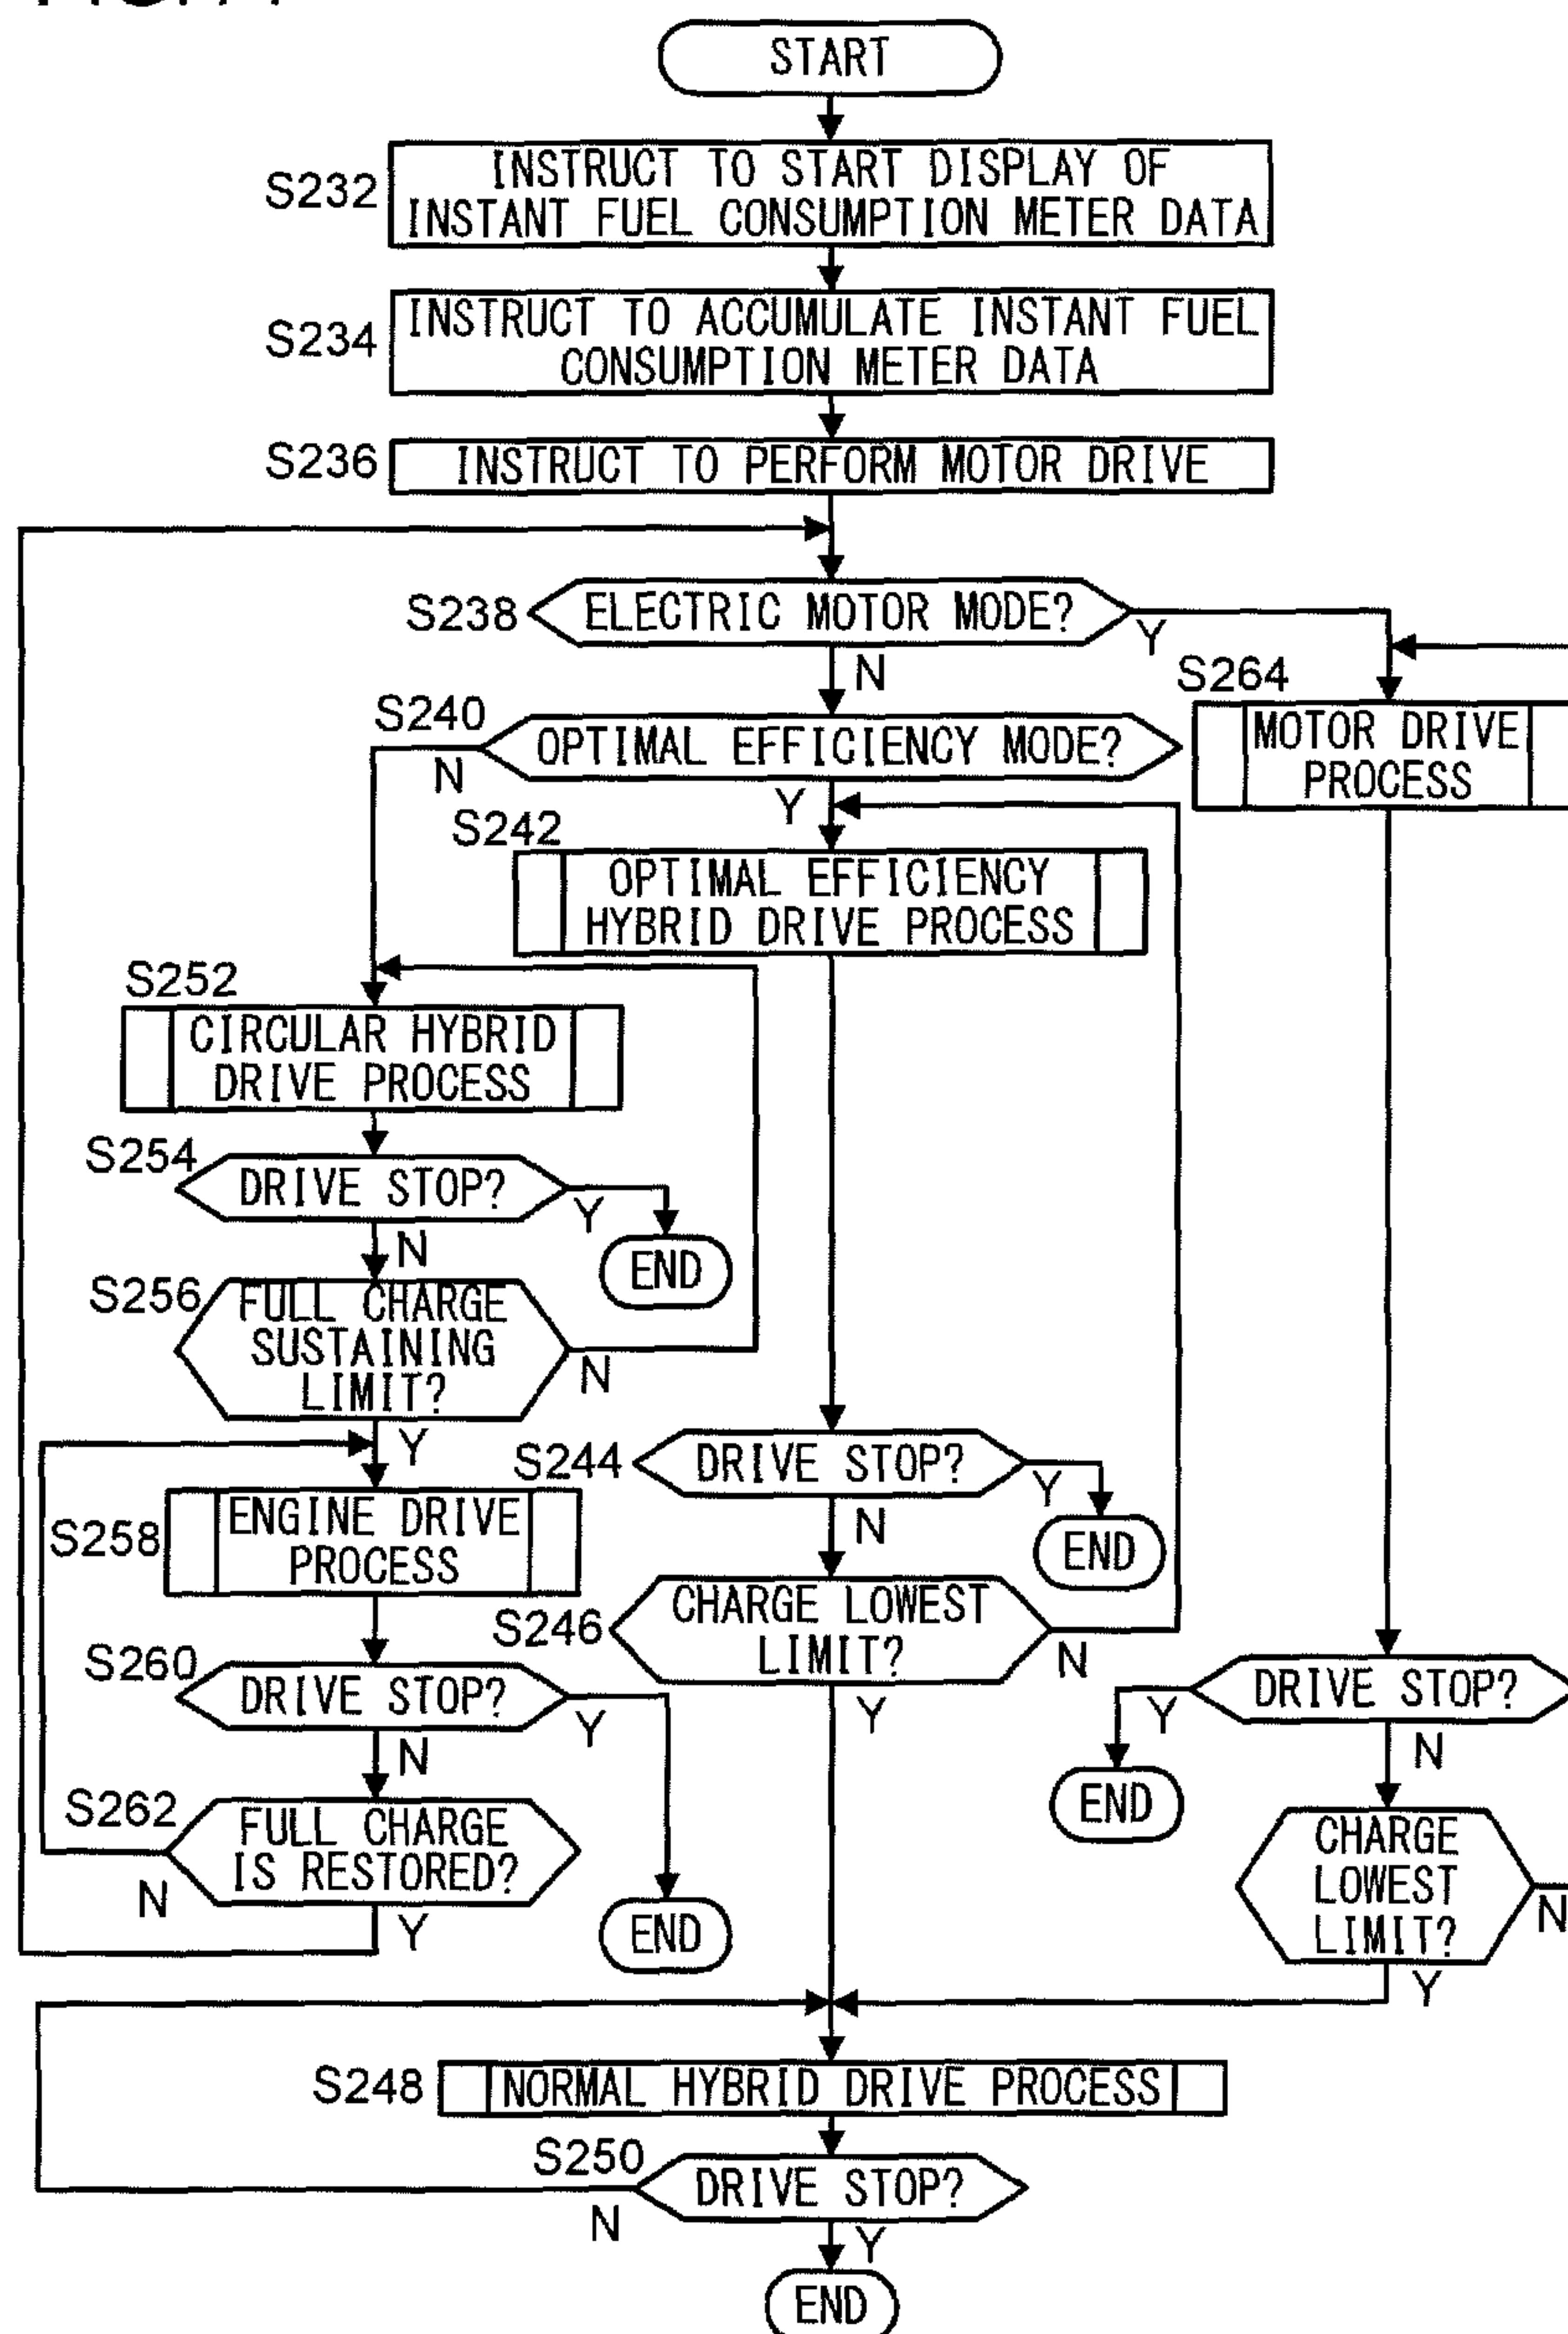 START
S232
INSTRUCT TO START DISPLAY OF
INSTANT FUEL CONSUMPTION METER DATA
S234
INSTRUCT TO ACCUMULATE INSTANT FUEL
CONSUMPTION METER DATA
S236
INSTRUCT TO PERFORM MOTOR DRIVE
S238
ELECTRIC MOTOR MODE?
Y
N
S264
MOTOR DRIVE
PROCESS
S240
OPTIMAL EFFICIENCY MODE?
N
Y
S242
OPTIMAL EFFICIENCY
HYBRID DRIVE PROCESS
S252
CIRCULAR HYBRID
DRIVE PROCESS
S254
DRIVE STOP?
Y
N
END
S256
FULL CHARGE
SUSTAINING
LIMIT?
N
Y
S244
DRIVE STOP?
Y
N
END
S258
ENGINE DRIVE
PROCESS
S246
CHARGE LOWEST
LIMIT?
N
Y
S260
DRIVE STOP?
Y
N
DRIVE STOP?
Y
N
END
S262
FULL CHARGE
IS RESTORED?
N
Y
END
CHARGE
LOWEST
LIMIT?
N
Y
S248
NORMAL HYBRID DRIVE PROCESS
S250
DRIVE STOP?
N
Y
END